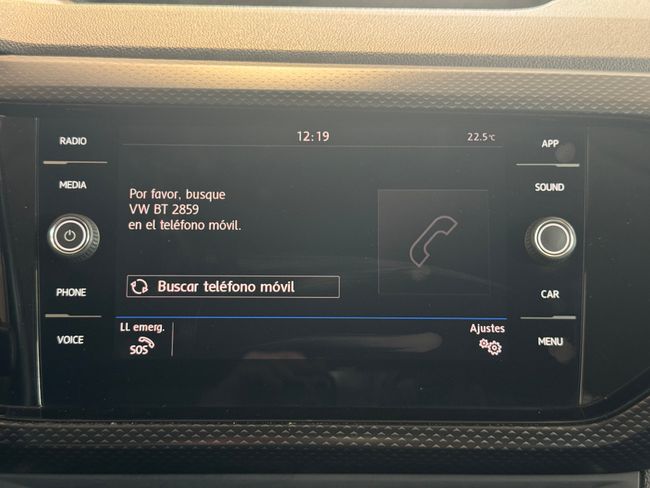 12:19
22.5°C
RADIO
MEDIA
PHONE
VOICE
Por favor, busque
VW BT 2859
en el teléfono móvil.
Buscar teléfono móvil
LL emerg.
SOS
Ajustes
APP
SOUND
CAR
MENU